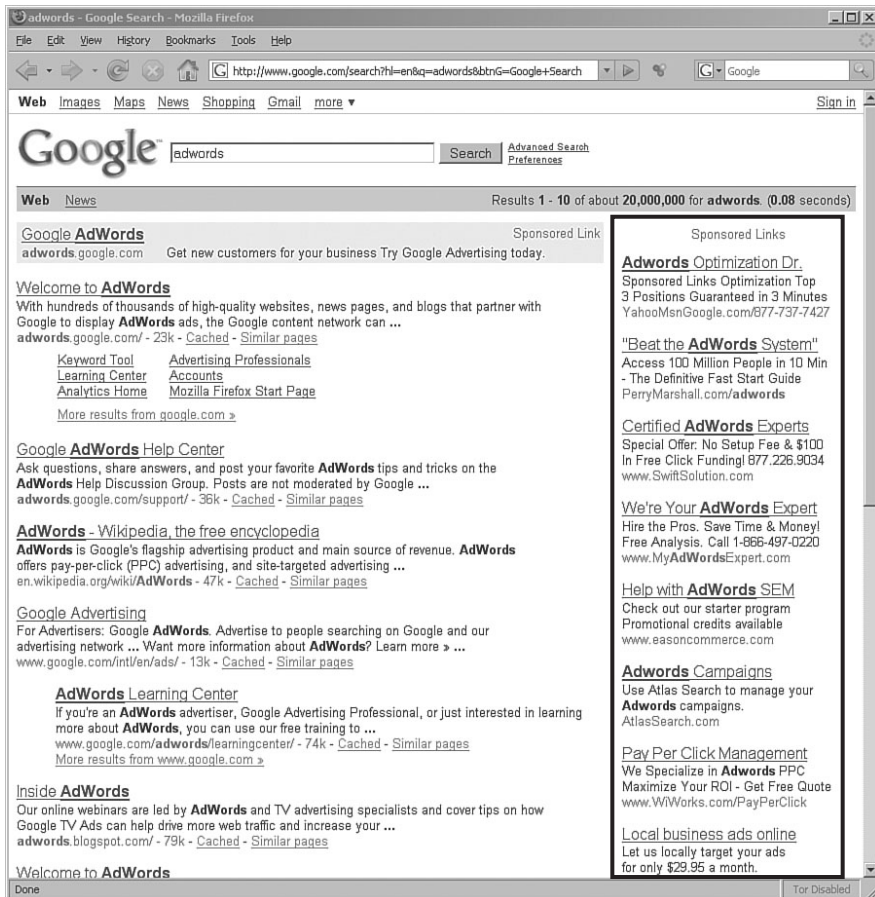 adwords - Google Search - Mozilla Firefox
File Edit View History Bookmarks Tools Help
http://www.google.com/search?hl=en&q=adwords&btnG=Google+Search
G Google
Web Images Maps News Shopping Gmail more ▼
Sign in
Google™
adwords
Search
Advanced Search
Preferences
Web News
Results 1 - 10 of about 20,000,000 for adwords. (0.08 seconds)
Google AdWords
Sponsored Link
adwords.google.com Get new customers for your business Try Google Advertising today.
Welcome to AdWords
With hundreds of thousands of high-quality websites, news pages, and blogs that partner with
Google to display AdWords ads, the Google content network can ...
adwords.google.com/ - 23k - Cached - Similar pages
Keyword Tool Advertising Professionals
Learning Center Accounts
Analytics Home Mozilla Firefox Start Page
More results from google.com »
Google AdWords Help Center
Ask questions, share answers, and post your favorite AdWords tips and tricks on the
AdWords Help Discussion Group. Posts are not moderated by Google ...
adwords.google.com/support/ - 36k - Cached - Similar pages
AdWords - Wikipedia, the free encyclopedia
AdWords is Google's flagship advertising product and main source of revenue. AdWords
offers pay-per-click (PPC) advertising, and site-targeted advertising ...
en.wikipedia.org/wiki/AdWords - 47k - Cached - Similar pages
Google Advertising
For Advertisers: Google AdWords. Advertise to people searching on Google and our
advertising network ... Want more information about AdWords? Learn more » ...
www.google.com/intl/en/ads/ - 13k - Cached - Similar pages
AdWords Learning Center
If you're an AdWords advertiser, Google Advertising Professional, or just interested in learning
more about AdWords, you can use our free training to ...
www.google.com/adwords/learningcenter/ - 74k - Cached - Similar pages
More results from www.google.com »
Inside AdWords
Our online webinars are led by AdWords and TV advertising specialists and cover tips on how
Google TV Ads can help drive more web traffic and increase your ...
adwords.blogspot.com/ - 79k - Cached - Similar pages
Welcome to AdWords
Sponsored Links
Adwords Optimization Dr.
Sponsored Links Optimization Top
3 Positions Guaranteed in 3 Minutes
YahooMsnGoogle.com/877-737-7427
"Beat the AdWords System"
Access 100 Million People in 10 Min
- The Definitive Fast Start Guide
PerryMarshall.com/adwords
Certified AdWords Experts
Special Offer: No Setup Fee & $100
In Free Click Funding! 877.226.9034
www.SwiftSolution.com
We're Your AdWords Expert
Hire the Pros. Save Time & Money!
Free Analysis. Call 1-866-497-0220
www.MyAdWordsExpert.com
Help with AdWords SEM
Check out our starter program
Promotional credits available
www.easoncommerce.com
Adwords Campaigns
Use Atlas Search to manage your
Adwords campaigns.
AtlasSearch.com
Pay Per Click Management
We Specialize in Adwords PPC
Maximize Your ROI - Get Free Quote
www.WiWorks.com/PayPerClick
Local business ads online
Let us locally target your ads
for only $29.95 a month.
Done
Tor Disabled